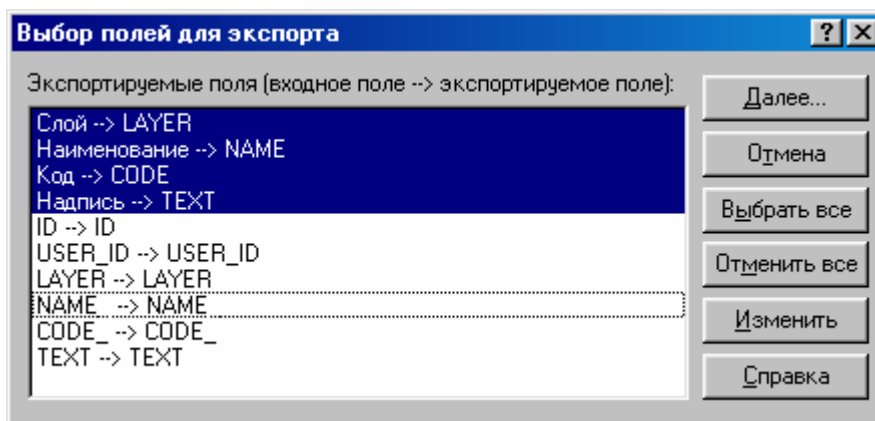 Выбор полей для экспорта
Экспортируемые поля (входное поле --> экспортируемое поле):
Слой --> LAYER
Наименование --> NAME
Код --> CODE
Надпись --> TEXT
ID --> ID
USER_ID --> USER_ID
LAYER --> LAYER
NAME_ --> NAME_
CODE_ --> CODE_
TEXT --> TEXT
Далее...
Отмена
Выбрать все
Отменить все
Изменить
Справка